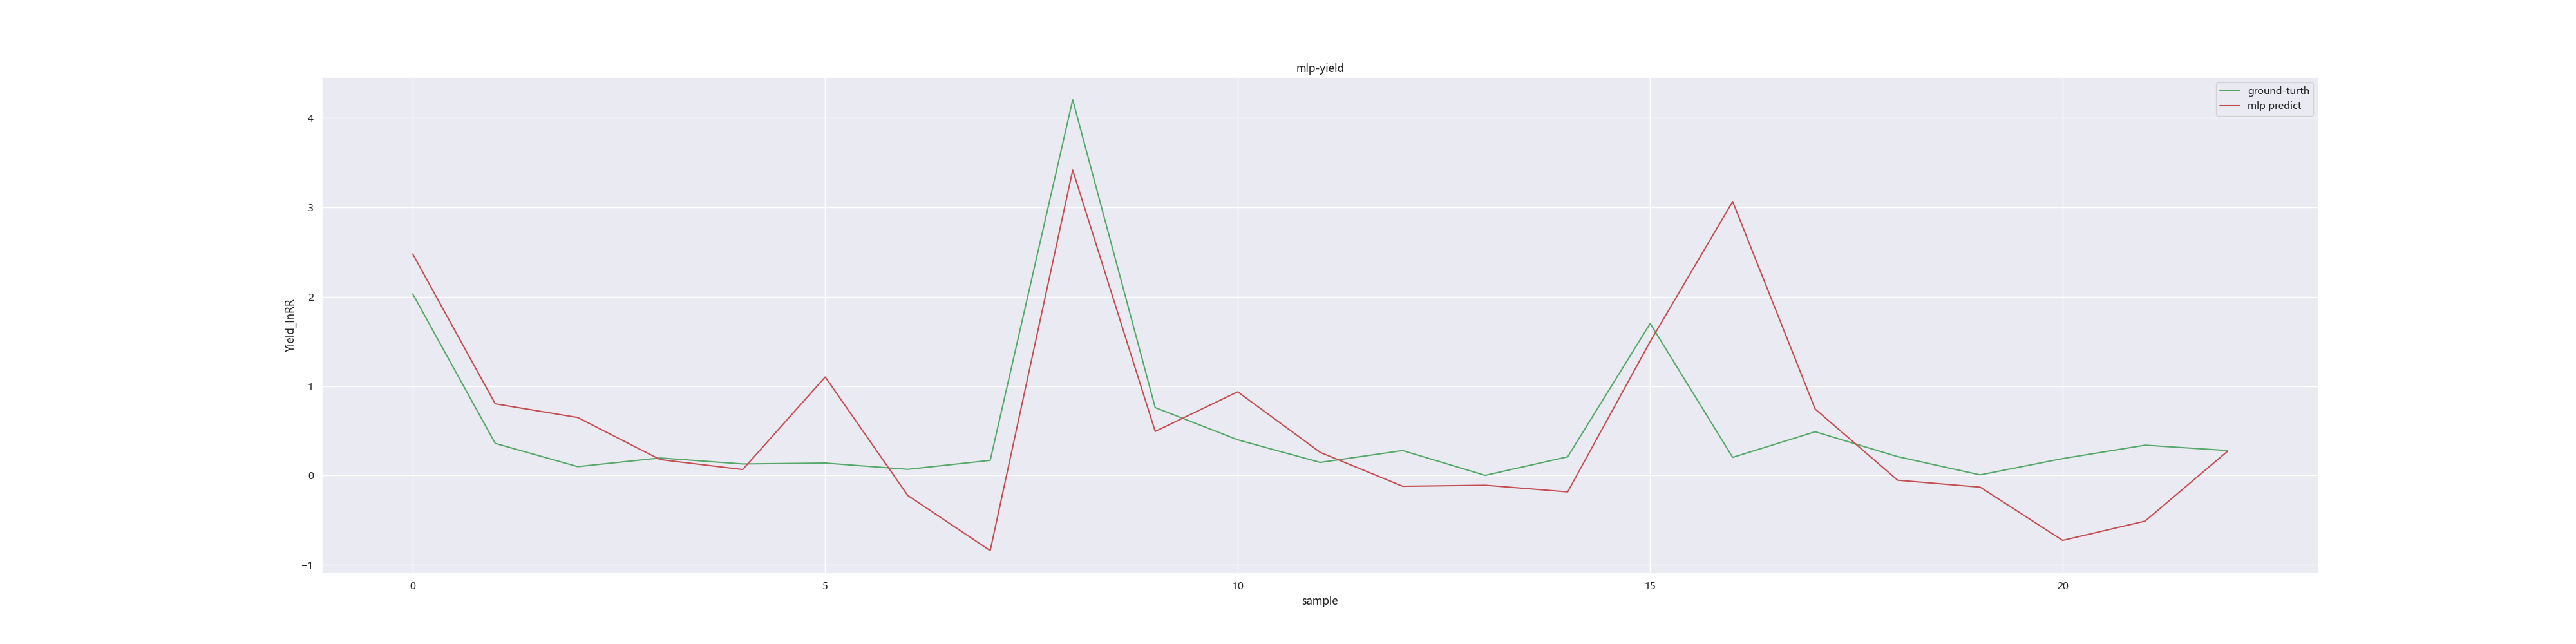 mlp-yield
ground-turth
mlp predict
Yield_lnRR
4
3
2
1
0
−1
0 5 10 15 20
sample